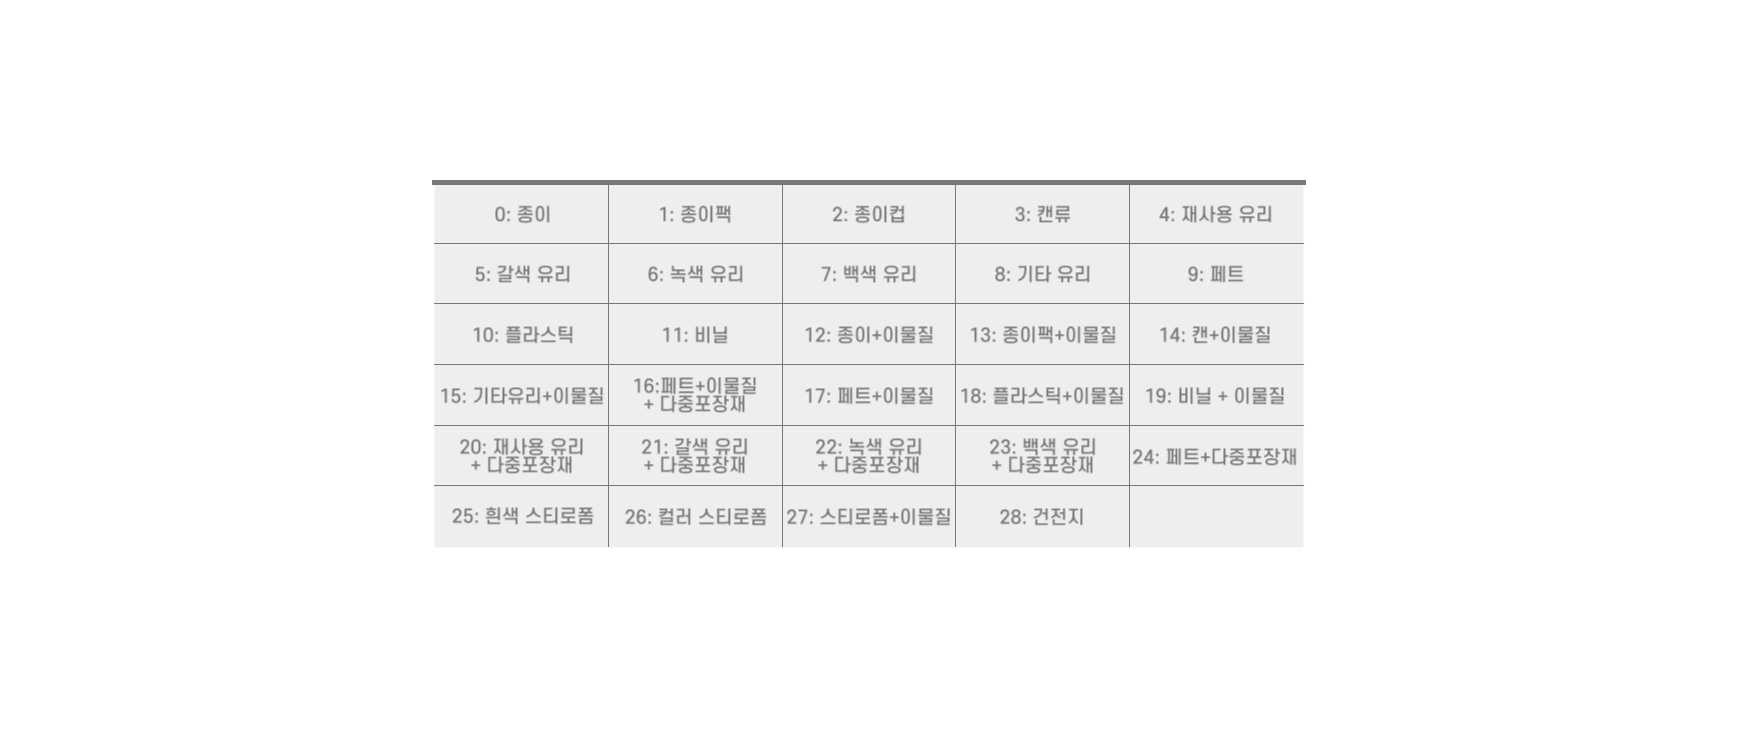 0: 종이
1: 종이팩
2: 종이컵
3: 캔류
4: 재사용 유리
5: 갈색 유리
6: 녹색 유리
7: 백색 유리
8: 기타 유리
9: 페트
10: 플라스틱
11: 비닐
12: 종이+이물질
13: 종이팩+이물질
14: 캔+이물질
15: 기타유리+이물질
16:페트+이물질
+ 다중포장재
17: 페트+이물질
18: 플라스틱+이물질
19: 비닐 + 이물질
20: 재사용 유리
+ 다중포장재
21: 갈색 유리
+ 다중포장재
22: 녹색 유리
+ 다중포장재
23: 백색 유리
+ 다중포장재
24: 페트+다중포장재
25: 흰색 스티로폼
26: 컬러 스티로폼
27: 스티로폼+이물질
28: 건전지